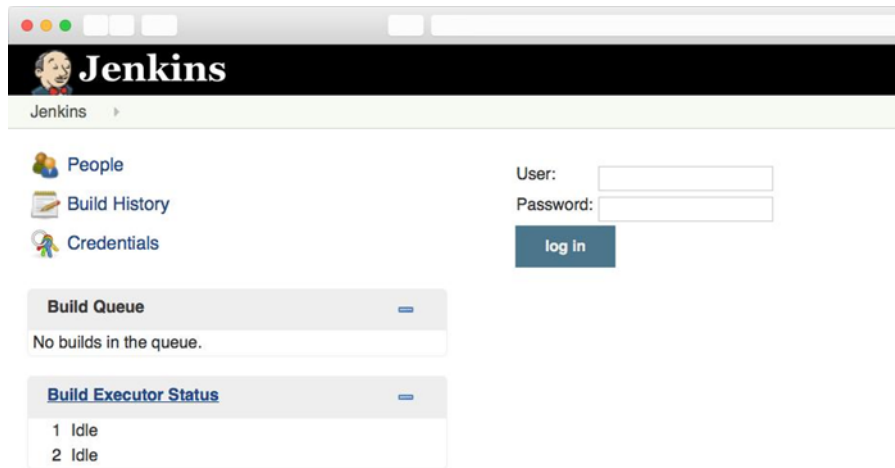 Jenkins
Jenkins
People
Build History
Credentials
User:
Password:
log in
Build Queue
No builds in the queue.
Build Executor Status
1 Idle
2 Idle